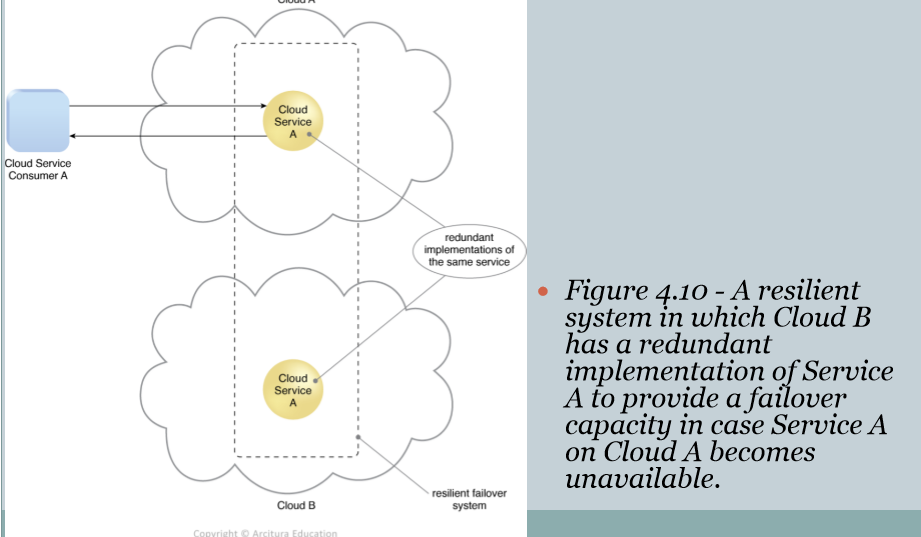 Cloud A
Cloud
Service
A
Cloud Service
Consumer A
redundant
implementations of
the same service
Cloud
Service
A
resilient failover
system
Cloud B
Copyright © Arcitura Education
• Figure 4.10 - A resilient
system in which Cloud B
has a redundant
implementation of Service
A to provide a failover
capacity in case Service A
on Cloud A becomes
unavailable.